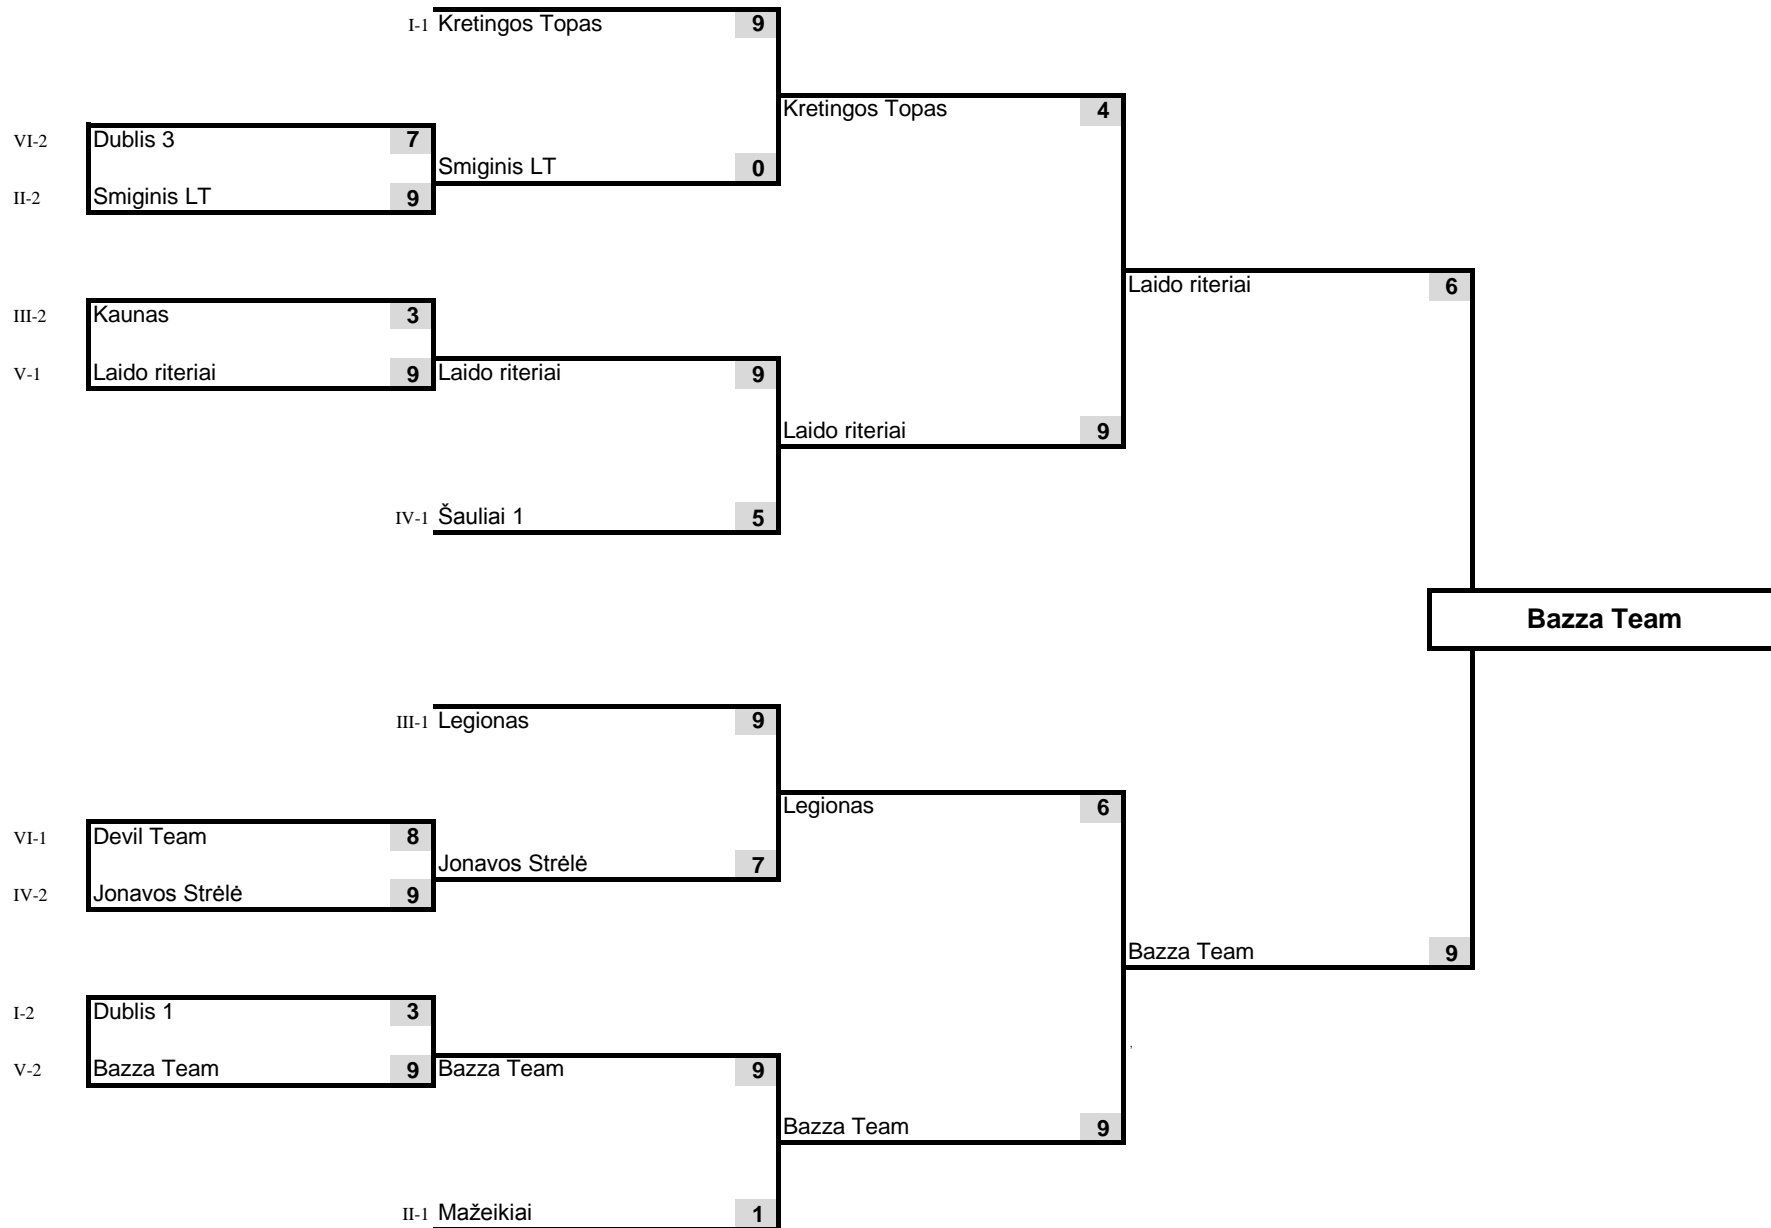 I-1 Kretingos Topas 9
Kretingos Topas 4
VI-2 Dublis 3 7
Smiginis LT 0
II-2 Smiginis LT 9
Laido riteriai 6
III-2 Kaunas 3
V-1 Laido riteriai 9 Laido riteriai 9
Laido riteriai 9
IV-1 Šauliai 1 5
Bazza Team
III-1 Legionas 9
Legionas 6
VI-1 Devil Team 8
Jonavos Strėlė 7
IV-2 Jonavos Strėlė 9
Bazza Team 9
I-2 Dublis 1 3
V-2 Bazza Team 9 Bazza Team 9
Bazza Team 9
II-1 Mažeikiai 1